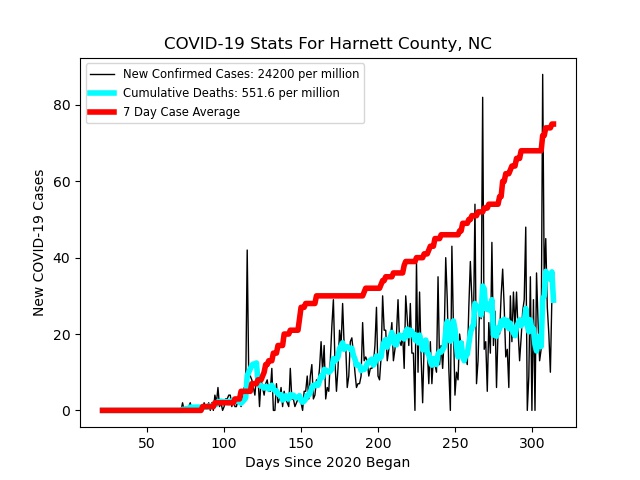 COVID-19 Stats For Harnett County, NC
New Confirmed Cases: 24200 per million
Cumulative Deaths: 551.6 per million
7 Day Case Average
New COVID-19 Cases
80
60
40
20
0
50 100 150 200 250 300
Days Since 2020 Began